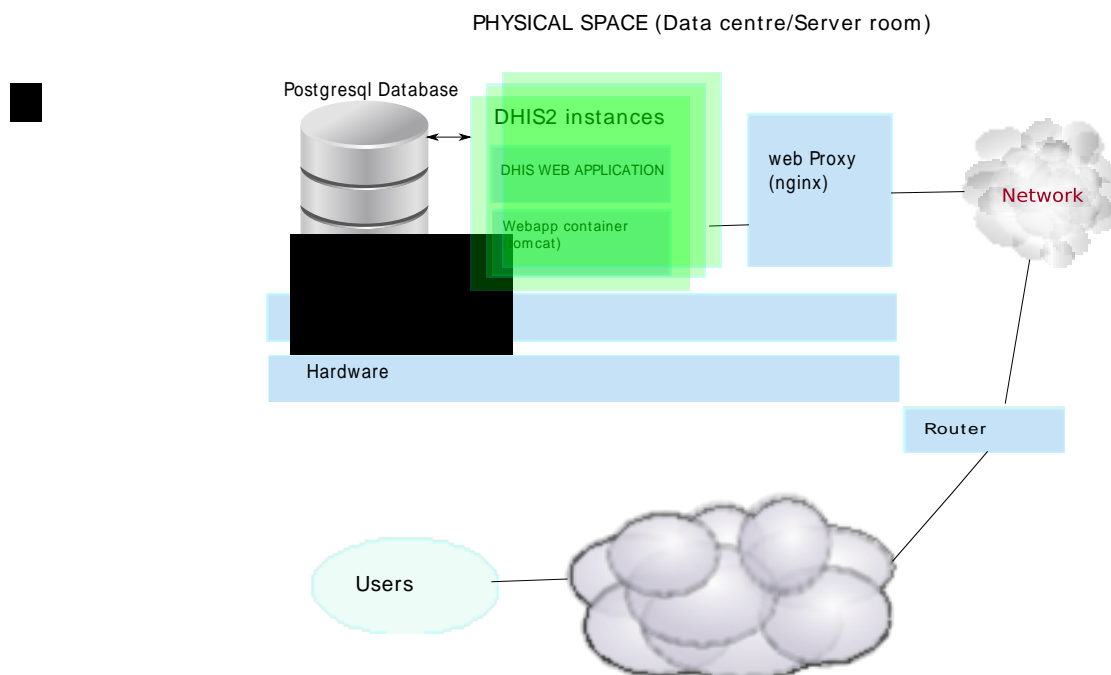 PHYSICAL SPACE (Data centre/Server room)
Postgresql Database
DHIS2 instances
DHIS WEB APPLICATION
Webapp container
web Proxy
(nginx)
Network
Hardware
Router
Users